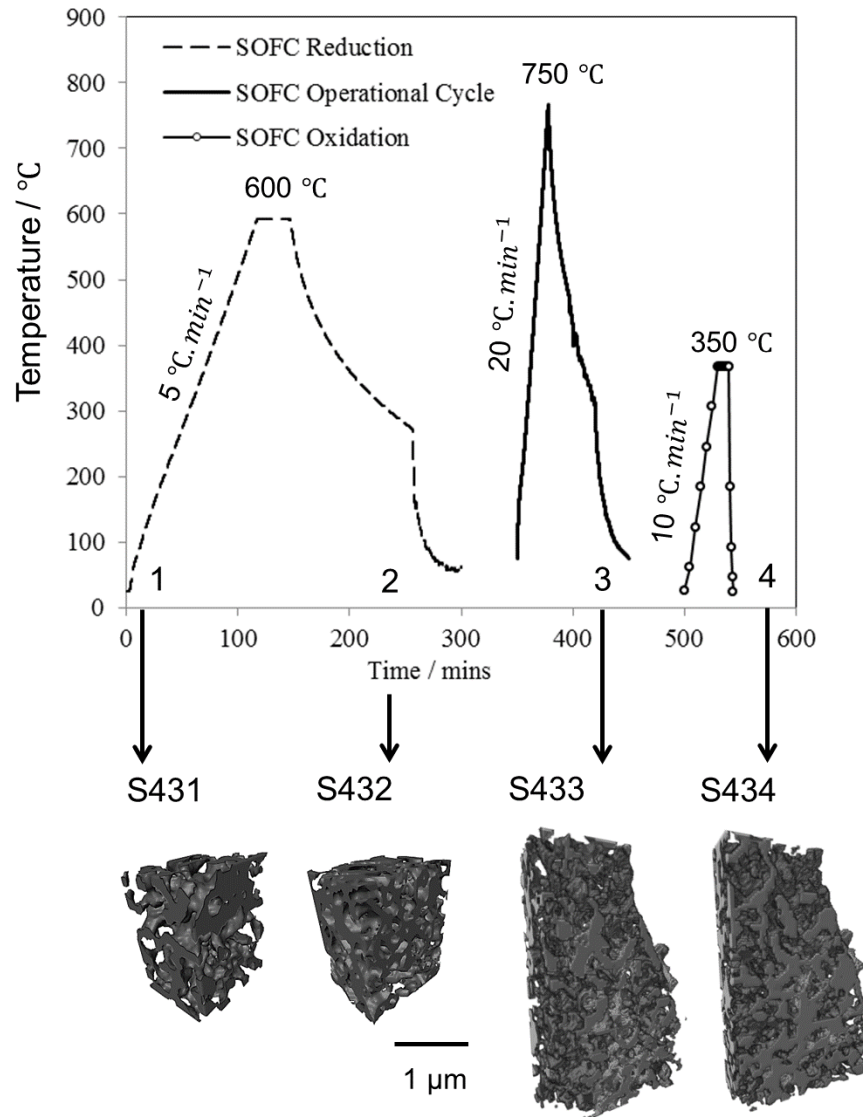 900
800
700
600
500
400
300
200
100
0
Temperature / °C
SOFC Reduction
SOFC Operational Cycle
SOFC Oxidation
600 °C
750 °C
350 °C
5 °C.min⁻¹
20 °C.min⁻¹
10 °C.min⁻¹
1
2
3
4
0 100 200 300 400 500 600
Time / mins
S431 S432 S433 S434
1 µm